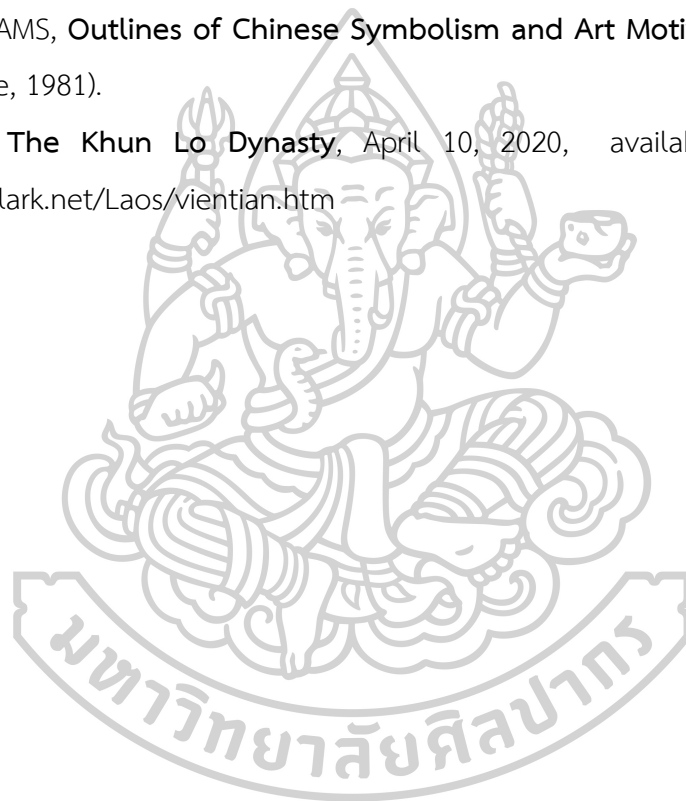 AMS, Outlines of Chinese Symbolism and Art Moti
e, 1981).
The Khun Lo Dynasty, April 10, 2020, availa
lark.net/Laos/vientian.htm
มหาวิทยาลัยศิลปากร